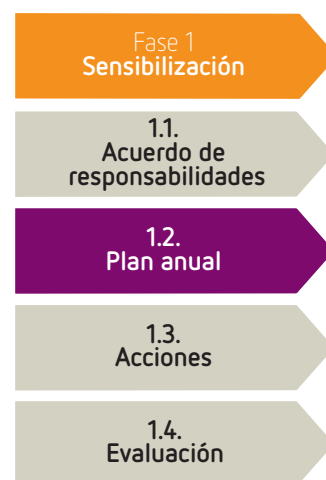 Fase 1
Sensibilización
1.1.
Acuerdo de
responsabilidades
1.2.
Plan anual
1.3.
Acciones
1.4.
Evaluación